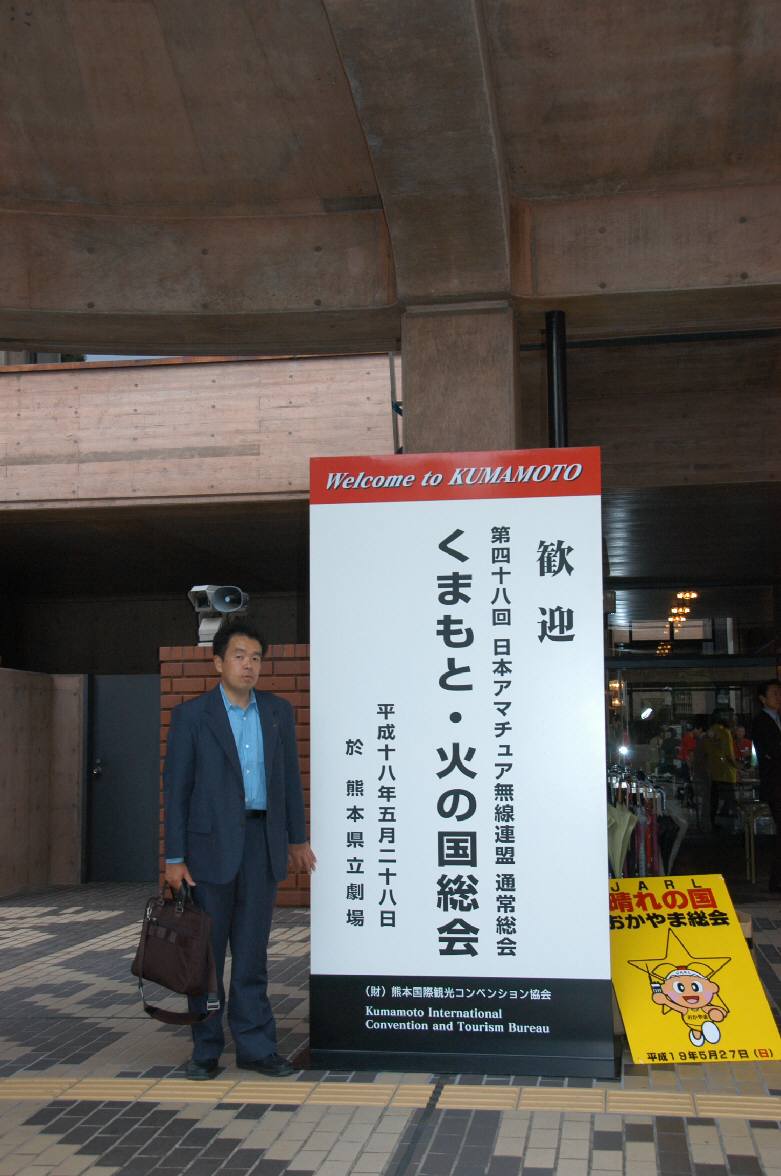 Welcome to KUMAMOTO
歓迎
第四十八回 日本アマチュア無線連盟 通常総会
くまもと・火の国総会
平成十八年五月二十八日
於 熊本県立劇場
(財)熊本国際観光コンベンション協会
Kumamoto International
Convention and Tourism Bureau
JARL
晴れの国
おかやま総会
おかやま
平成19年5月27日(日)